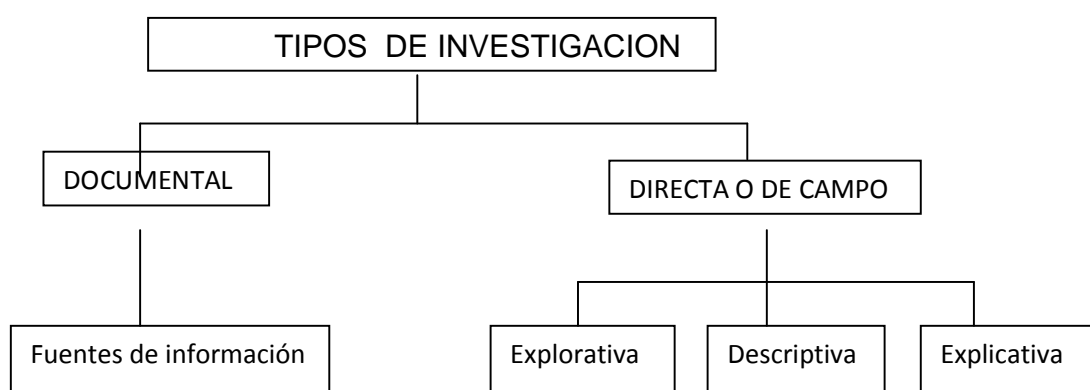 TIPOS DE INVESTIGACION
DOCUMENTAL
DIRECTA O DE CAMPO
Fuentes de información
Explorativa
Descriptiva
Explicativa